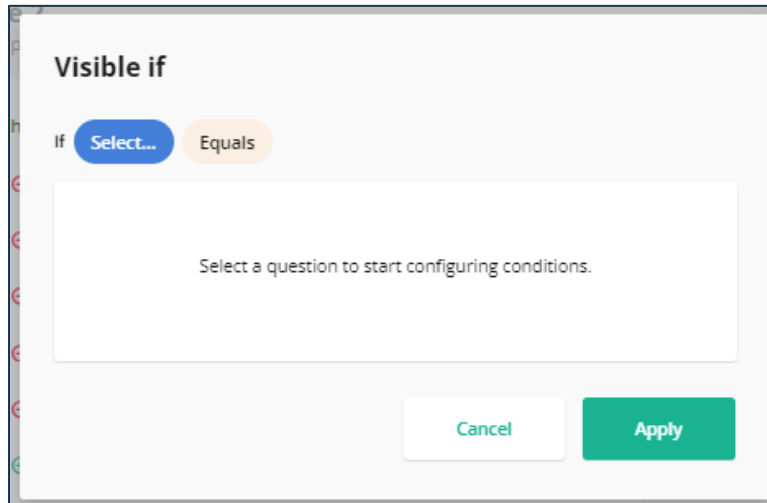 Visible if
If Select... Equals
Select a question to start configuring conditions.
Cancel Apply